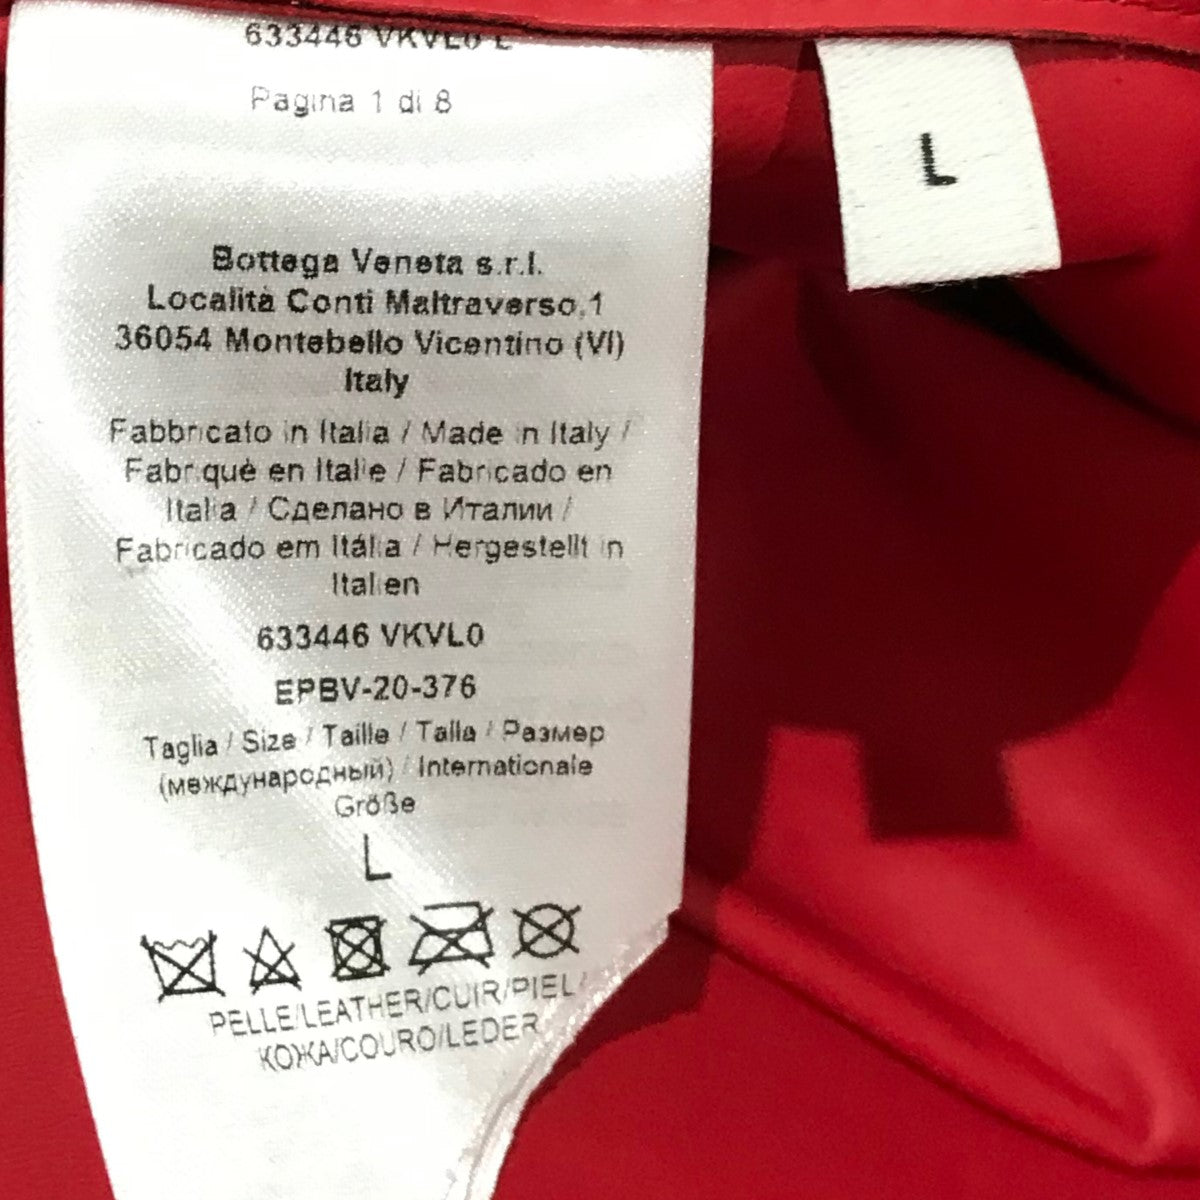 633446 VKVL0 L
Pagina 1 di 8
L
Bottega Veneta s.r.l.
Località Conti Maltraverso,1
36054 Montebello Vicentino (VI)
Italy
Fabbricato in Italia / Made in Italy /
Fabriqué en Italie / Fabricado en
Italia / Сделано в Италии /
Fabricado em Itália / Hergestellt in
Italien
633446 VKVL0
EPBV-20-376
Taglia / Size / Taille / Talla / Размер
(международный) / Internationale
Größe
L
PELLE/LEATHER/CUIR/PIEL/
КОЖА/COURO/LEDER